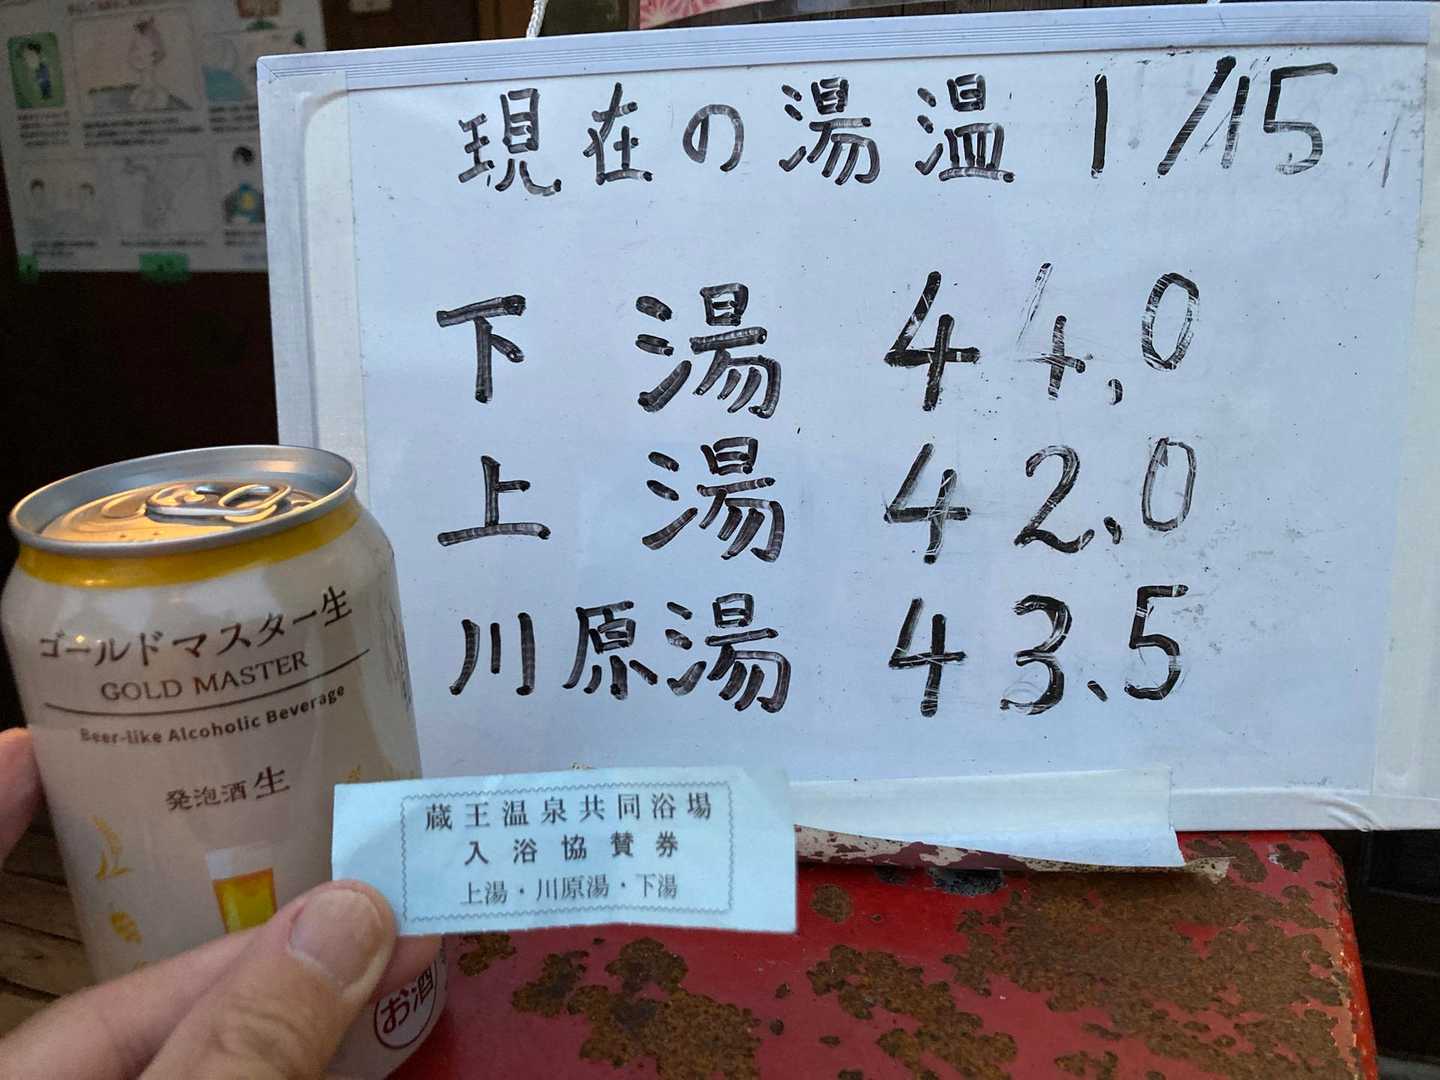 現在の湯温 1/15
下湯 44.0
上湯 42.0
川原湯 43.5
ゴールドマスター生
GOLD MASTER
Beer-like Alcoholic Beverage
発泡酒 生
お酒
蔵王温泉共同浴場
入浴協賛券
上湯・川原湯・下湯